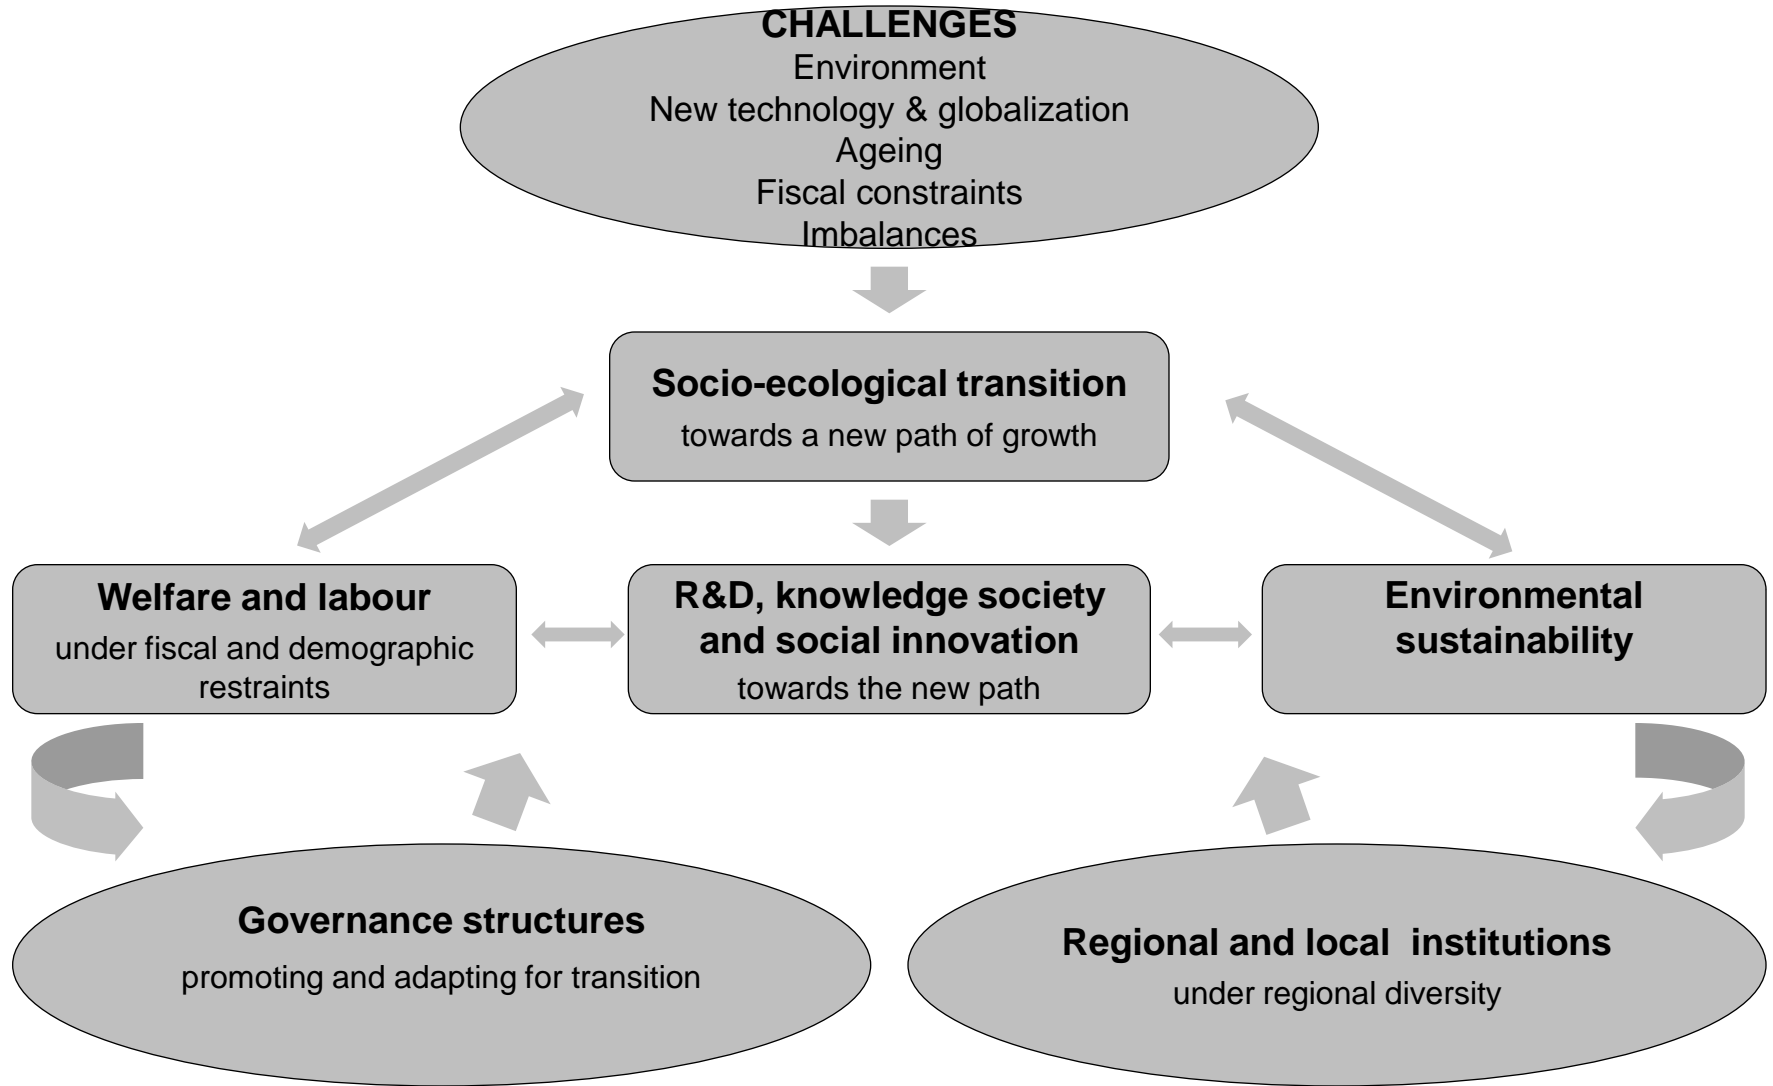 CHALLENGES
Environment
New technology & globalization
Ageing
Fiscal constraints
Imbalances
Socio-ecological transition
towards a new path of growth
Welfare and labour
under fiscal and demographic
restraints
R&D, knowledge society
and social innovation
towards the new path
Environmental
sustainability
Governance structures
promoting and adapting for transition
Regional and local  institutions
under regional diversity